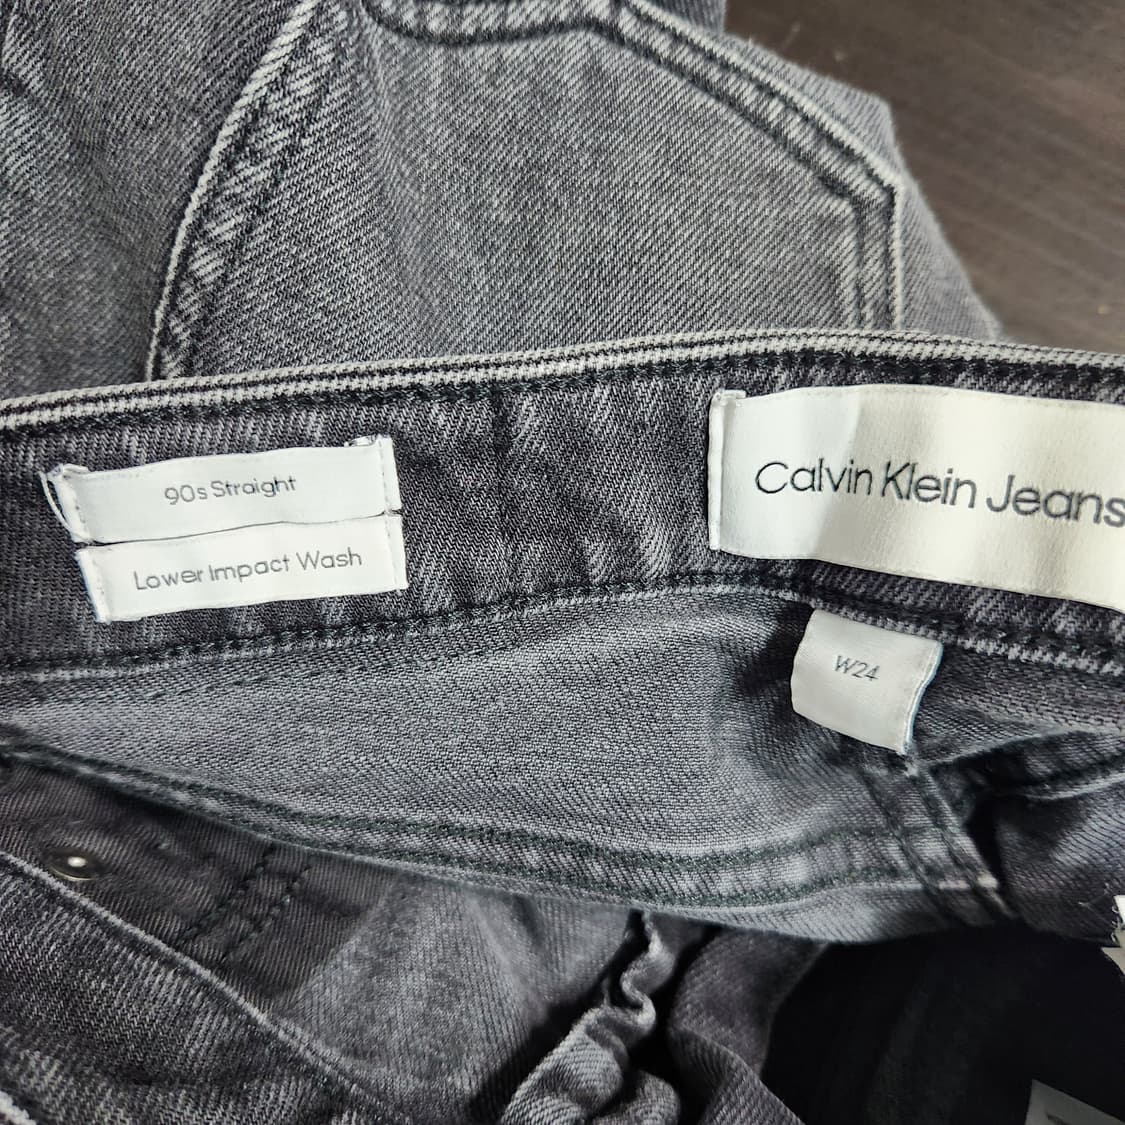 90s Straight
Lower Impact Wash
Calvin Klein Jeans
W24